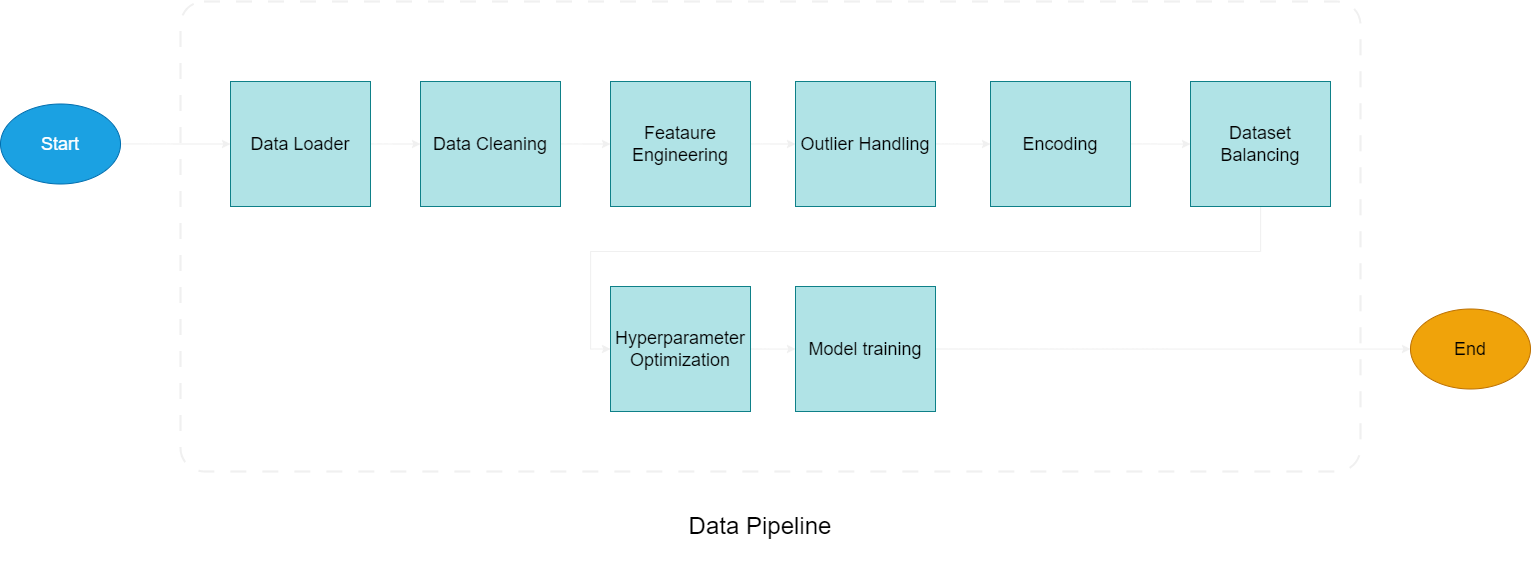 Start
Data Loader
Data Cleaning
Feataure
Engineering
Outlier Handling
Encoding
Dataset
Balancing
Hyperparameter
Optimization
Model training
End
Data Pipeline